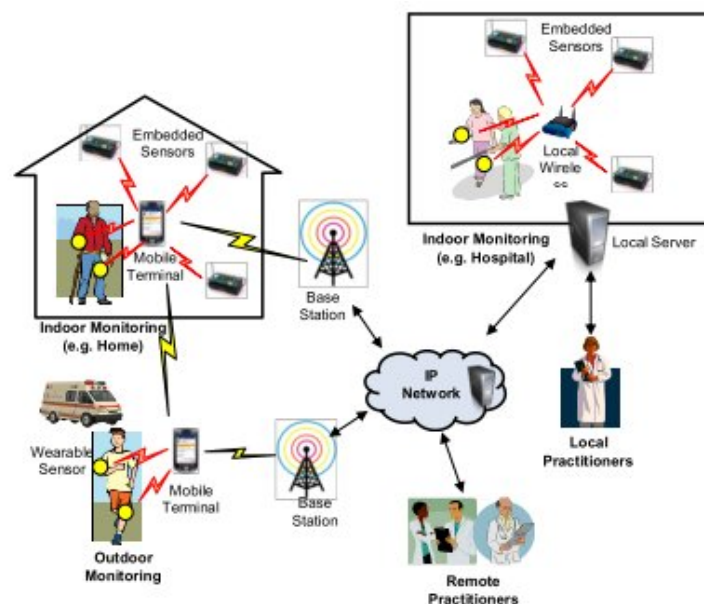 Embedded
Sensors
Local
Wirele
Indoor Monitoring
(e.g. Hospital)
Local Server
Embedded
Sensors
Mobile
Terminal
Indoor Monitoring
(e.g. Home)
Base
Station
IP
Network
Local
Practitioners
Wearable
Sensor
Mobile
Terminal
Base
Station
Outdoor
Monitoring
Remote
Practitioners